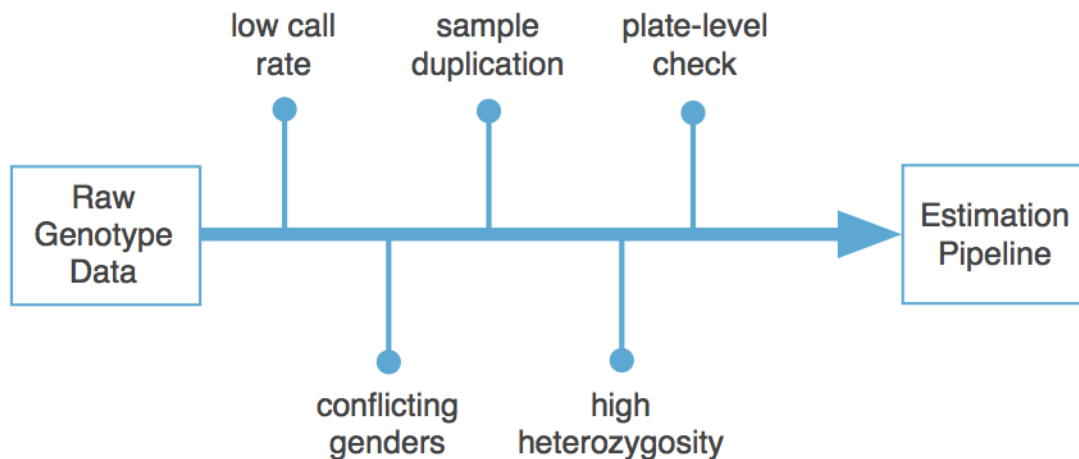 low call
rate
sample
duplication
plate-level
check
Raw
Genotype
Data
Estimation
Pipeline
conflicting
genders
high
heterozygosity